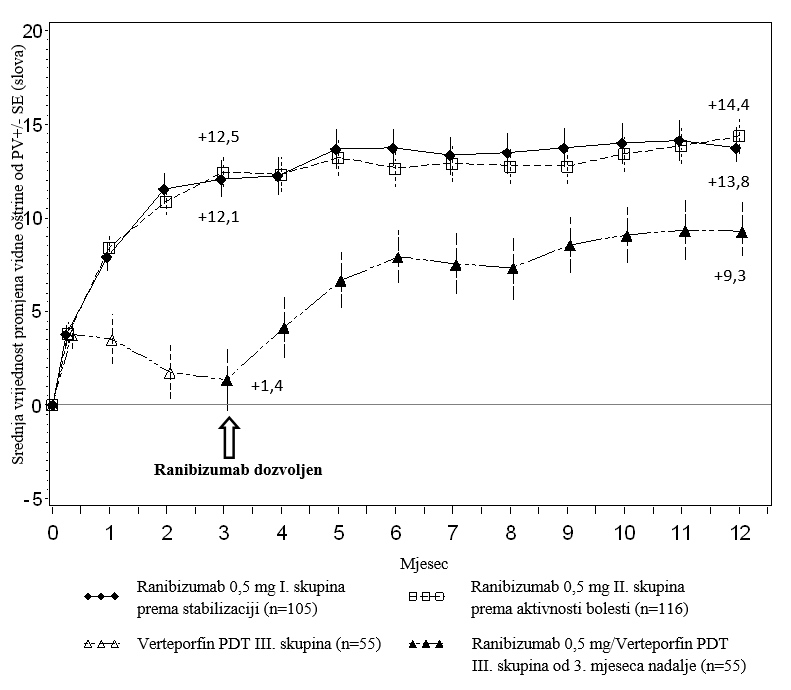 Srednja vrijednost promjena vidne oštrine od PV+/- SE (slova)
20
15
10
5
0
-5
+12,5
+12,1
+14,4
+13,8
+9,3
+1,4
Ranibizumab dozvoljen
0 1 2 3 4 5 6 7 8 9 10 11 12
Mjesec
Ranibizumab 0,5 mg I. skupina
prema stabilizaciji (n=105)
Ranibizumab 0,5 mg II. skupina
prema aktivnosti bolesti (n=116)
Verteporfin PDT III. skupina (n=55)
Ranibizumab 0,5 mg/Verteporfin PDT
III. skupina od 3. mjeseca nadalje (n=55)